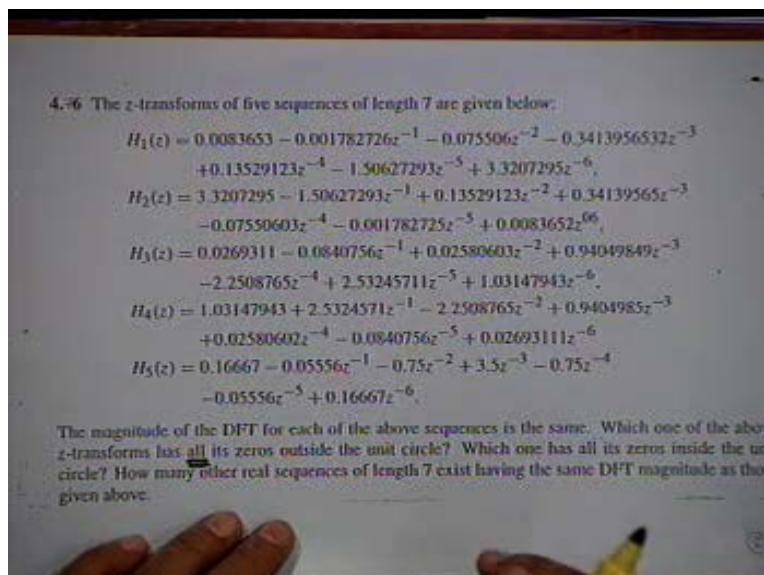 4.76 The z-transforms of five sequences of length 7 are given below:
H₁(z) = 0.0083653 − 0.001782726z⁻¹ − 0.075506z⁻² − 0.3413956532z⁻³
+0.13529123z⁻⁴ − 1.50627293z⁻⁵ + 3.3207295z⁻⁶,
H₂(z) = 3.3207295 − 1.50627293z⁻¹ + 0.13529123z⁻² + 0.34139565z⁻³
−0.07550603z⁻⁴ − 0.001782725z⁻⁵ + 0.0083652z⁰⁶,
H₃(z) = 0.0269311 − 0.0840756z⁻¹ + 0.02580603z⁻² + 0.94049849z⁻³
−2.2508765z⁻⁴ + 2.53245711z⁻⁵ + 1.03147943z⁻⁶,
H₄(z) = 1.03147943 + 2.5324571z⁻¹ − 2.2508765z⁻² + 0.9404985z⁻³
+0.02580602z⁻⁴ − 0.0840756z⁻⁵ + 0.02693111z⁻⁶
H₅(z) = 0.16667 − 0.05556z⁻¹ − 0.75z⁻² + 3.5z⁻³ − 0.75z⁻⁴
−0.05556z⁻⁵ + 0.16667z⁻⁶.
The magnitude of the DFT for each of the above sequences is the same. Which one of the abo
z-transforms has all its zeros outside the unit circle? Which one has all its zeros inside the u
circle? How many other real sequences of length 7 exist having the same DFT magnitude as tho
given above.